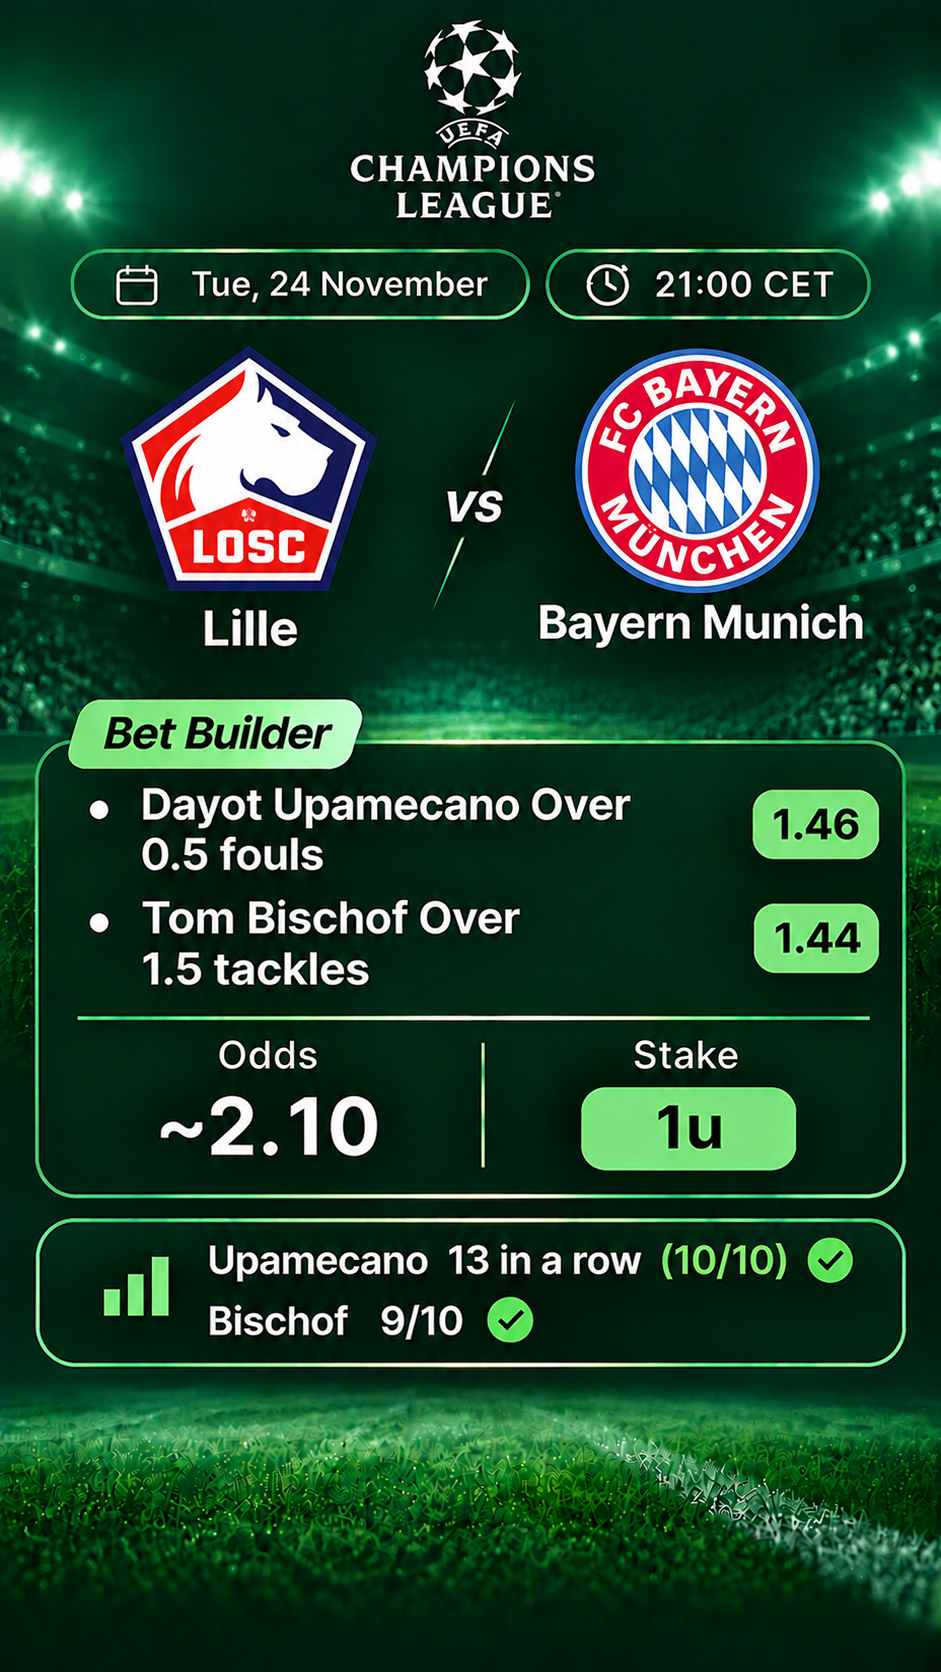 UEFA
CHAMPIONS
LEAGUE
Tue, 24 November
21:00 CET
LOSC
Lille
VS
FC BAYERN
MÜNCHEN
Bayern Munich
Bet Builder
Dayot Upamecano Over
0.5 fouls
1.46
Tom Bischof Over
1.5 tackles
1.44
Odds
~2.10
Stake
1u
Upamecano 13 in a row (10/10)
Bischof 9/10